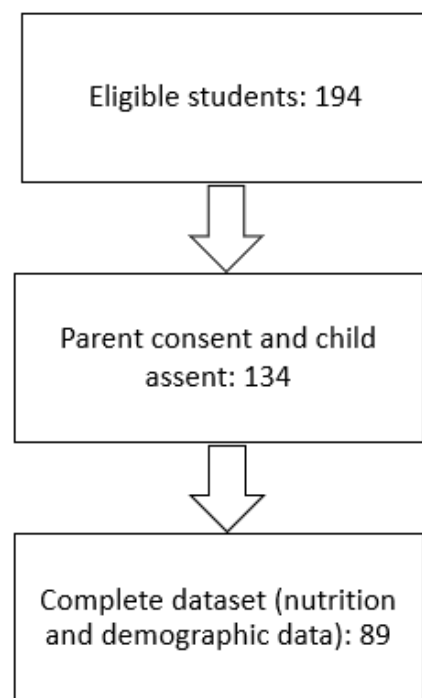 Eligible students: 194
Parent consent and child
assent: 134
Complete dataset (nutrition
and demographic data): 89